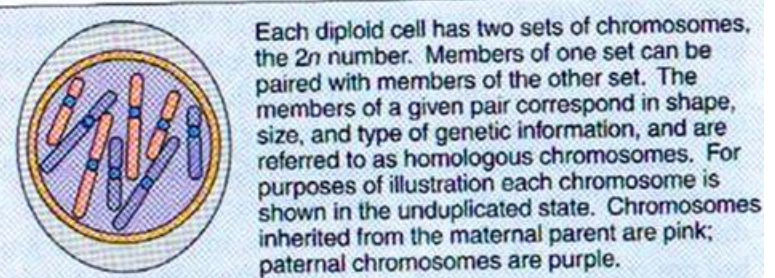 Each diploid cell has two sets of chromosomes,
the 2n number. Members of one set can be
paired with members of the other set. The
members of a given pair correspond in shape,
size, and type of genetic information, and are
referred to as homologous chromosomes. For
purposes of illustration each chromosome is
shown in the unduplicated state. Chromosomes
inherited from the maternal parent are pink;
paternal chromosomes are purple.